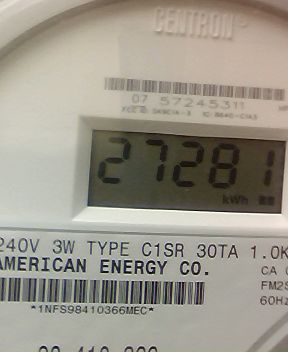 CENTRON
07 57245311
27281
kWh
240V 3W TYPE C1SR 30TA 1.0K
AMERICAN ENERGY CO.
CA
FM2S
60Hz
*1NFS98410366MEC*